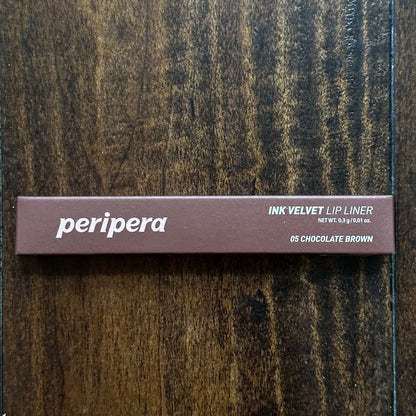 peripera
INK VELVET LIP LINER
NET WT. 0.3 g / 0.01 oz.
05 CHOCOLATE BROWN